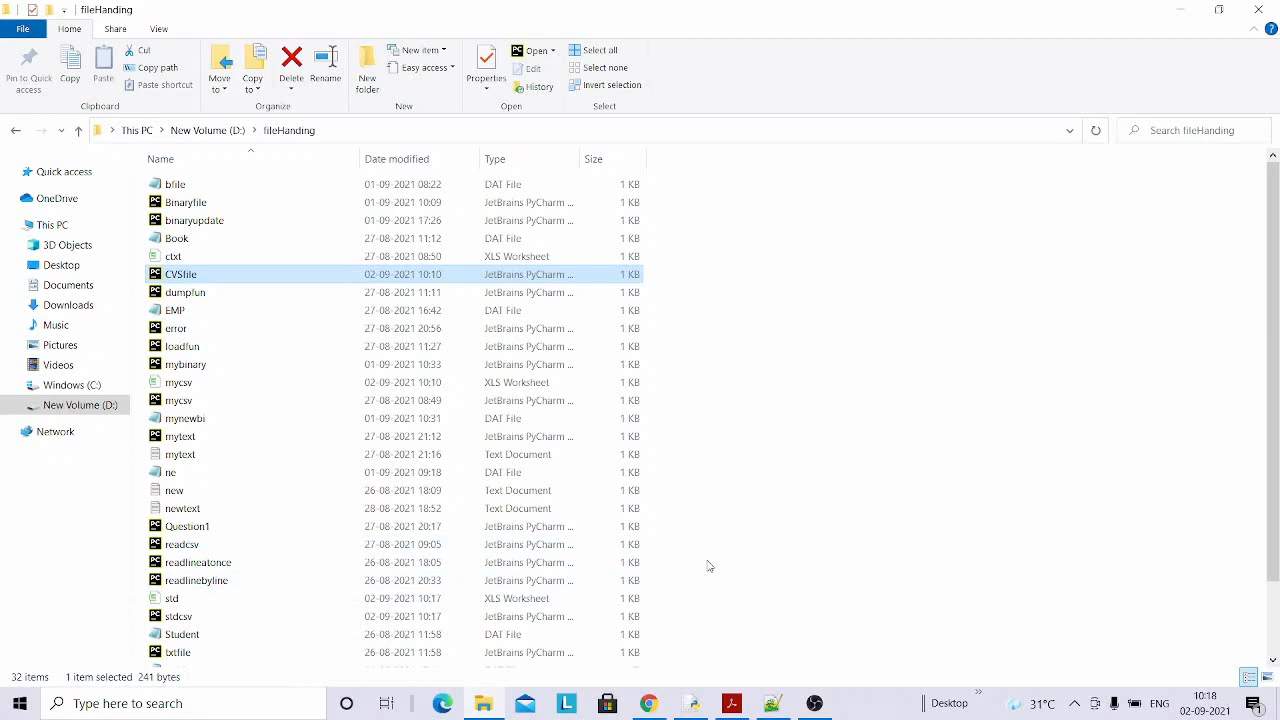 fileHanding
File Home Share View
Pin to Quick access
Copy
Paste
Cut
Copy path
Paste shortcut
Clipboard
Move to
Copy to
Delete
Rename
Organize
New folder
New item
Easy access
New
Properties
Open
Edit
History
Open
Select all
Select none
Invert selection
Select
This PC New Volume (D:) fileHanding
Search fileHanding
Quick access
OneDrive
This PC
3D Objects
Desktop
Documents
Downloads
Music
Pictures
Videos
Windows (C:)
New Volume (D:)
Network
Name Date modified Type Size
bfile 01-09-2021 08:22 DAT File 1 KB
Binaryfile 01-09-2021 10:09 JetBrains PyCharm ... 1 KB
binaryupdate 01-09-2021 17:26 JetBrains PyCharm ... 1 KB
Book 27-08-2021 11:12 DAT File 1 KB
ctxt 27-08-2021 08:50 XLS Worksheet 1 KB
CVSfile 02-09-2021 10:10 JetBrains PyCharm ... 1 KB
dumpfun 27-08-2021 11:11 JetBrains PyCharm ... 1 KB
EMP 27-08-2021 16:42 DAT File 1 KB
error 27-08-2021 20:56 JetBrains PyCharm ... 1 KB
loadfun 27-08-2021 11:27 JetBrains PyCharm ... 1 KB
mybinary 01-09-2021 10:33 JetBrains PyCharm ... 1 KB
mycsv 02-09-2021 10:10 XLS Worksheet 1 KB
mycsv 27-08-2021 08:49 JetBrains PyCharm ... 1 KB
mynewbi 01-09-2021 10:31 DAT File 1 KB
mytext 27-08-2021 21:12 JetBrains PyCharm ... 1 KB
mytext 27-08-2021 21:16 Text Document 1 KB
ne 01-09-2021 09:18 DAT File 1 KB
new 26-08-2021 18:09 Text Document 1 KB
newtext 28-08-2021 18:52 Text Document 1 KB
Question1 27-08-2021 20:17 JetBrains PyCharm ... 1 KB
readcsv 27-08-2021 09:05 JetBrains PyCharm ... 1 KB
readlineatonce 26-08-2021 18:05 JetBrains PyCharm ... 1 KB
readlinebyline 26-08-2021 20:33 JetBrains PyCharm ... 1 KB
std 02-09-2021 10:17 XLS Worksheet 1 KB
stdcsv 02-09-2021 10:17 JetBrains PyCharm ... 1 KB
Student 26-08-2021 11:58 DAT File 1 KB
txtfile 26-08-2021 11:58 JetBrains PyCharm ... 1 KB
32 items 1 item selected 241 bytes
Type here to search
Desktop
31°C
ENG
10:18
02-09-2021